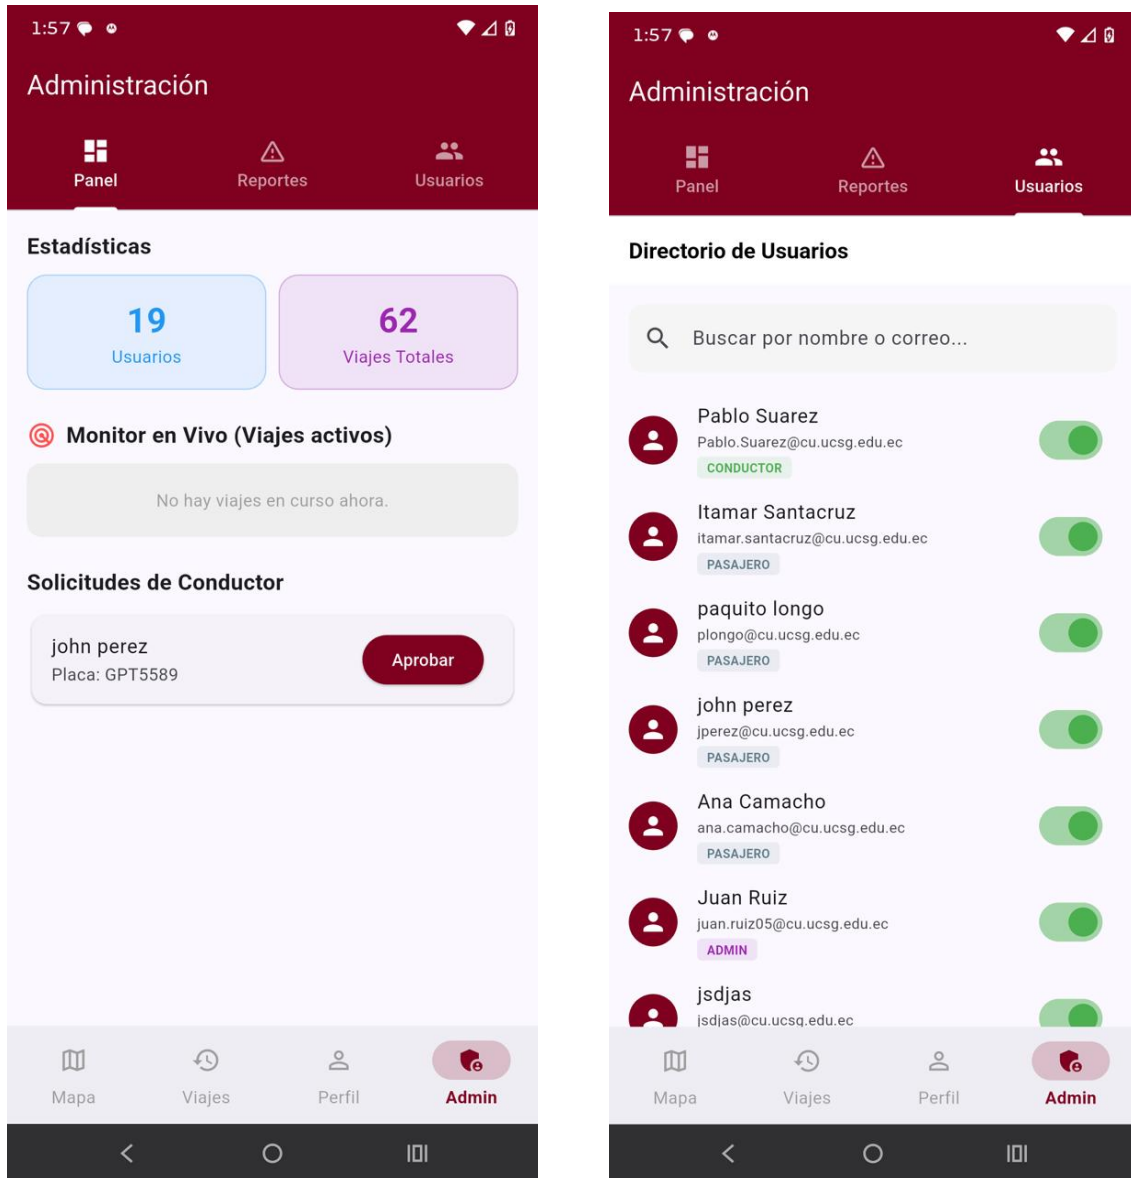 1:57
Administración
Panel
Reportes
Usuarios
Estadísticas
19
Usuarios
62
Viajes Totales
Monitor en Vivo (Viajes activos)
No hay viajes en curso ahora.
Solicitudes de Conductor
john perez
Placa: GPT5589
Aprobar
Mapa
Viajes
Perfil
Admin
1:57
Administración
Panel
Reportes
Usuarios
Directorio de Usuarios
Buscar por nombre o correo...
Pablo Suarez
Pablo.Suarez@cu.ucsg.edu.ec
CONDUCTOR
Itamar Santacruz
itamar.santacruz@cu.ucsg.edu.ec
PASAJERO
paquito longo
plongo@cu.ucsg.edu.ec
PASAJERO
john perez
jperez@cu.ucsg.edu.ec
PASAJERO
Ana Camacho
ana.camacho@cu.ucsg.edu.ec
PASAJERO
Juan Ruiz
juan.ruiz05@cu.ucsg.edu.ec
ADMIN
jsdjas
jsdjas@cu.ucsg.edu.ec
Mapa
Viajes
Perfil
Admin